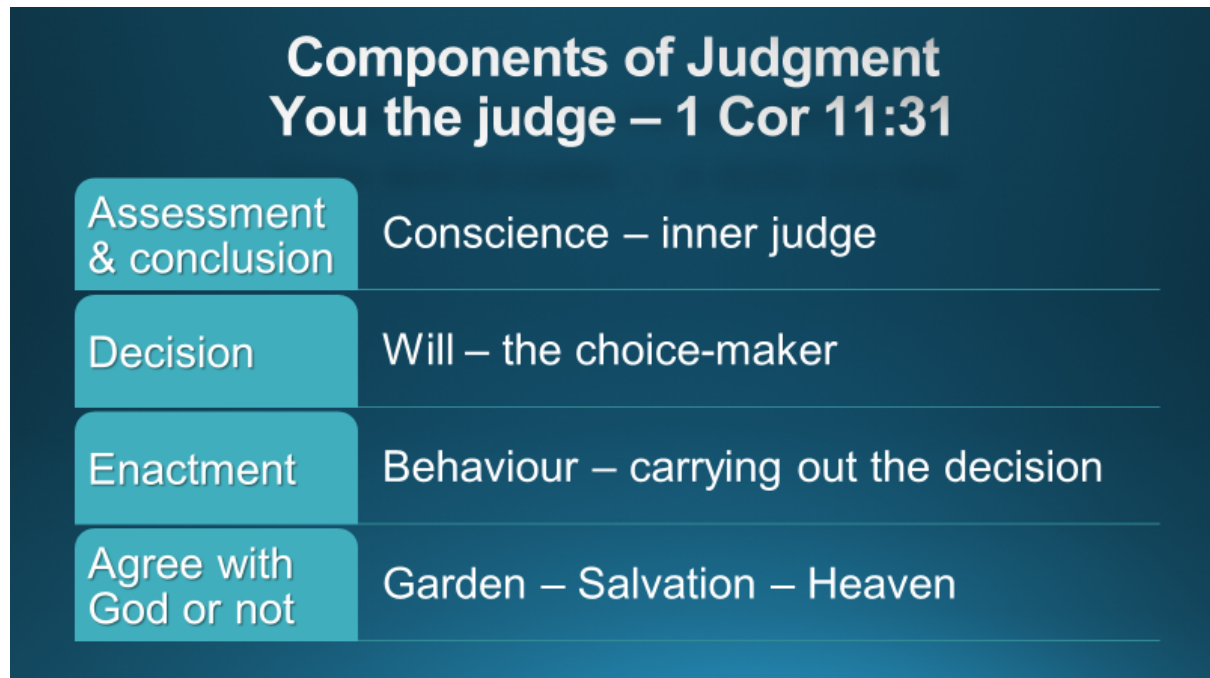 Components of Judgment
You the judge – 1 Cor 11:31
Assessment
& conclusion
Conscience – inner judge
Decision
Will – the choice-maker
Enactment
Behaviour – carrying out the decision
Agree with
God or not
Garden – Salvation – Heaven